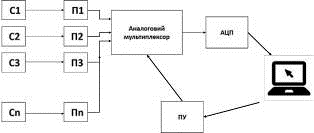 С1
П1
С2
П2
С3
П3
Сn
Пn
Аналоговий
мультиплексор
АЦП
ПУ